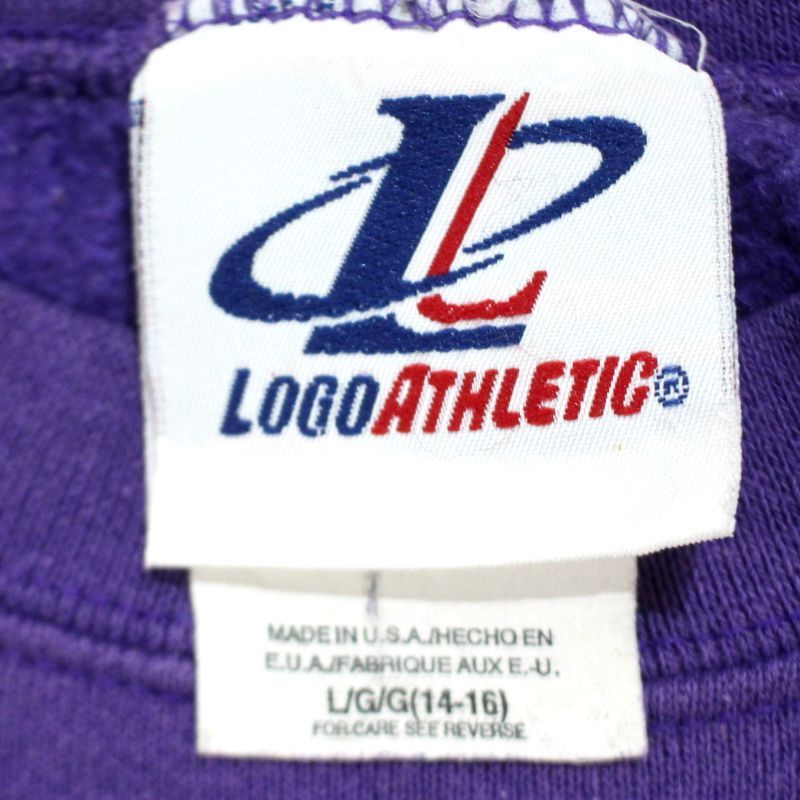 L
LOGOATHLETIC®
MADE IN U.S.A./HECHO EN
E.U.A./FABRIQUE AUX E.-U.
L/G/G(14-16)
FOR CARE SEE REVERSE